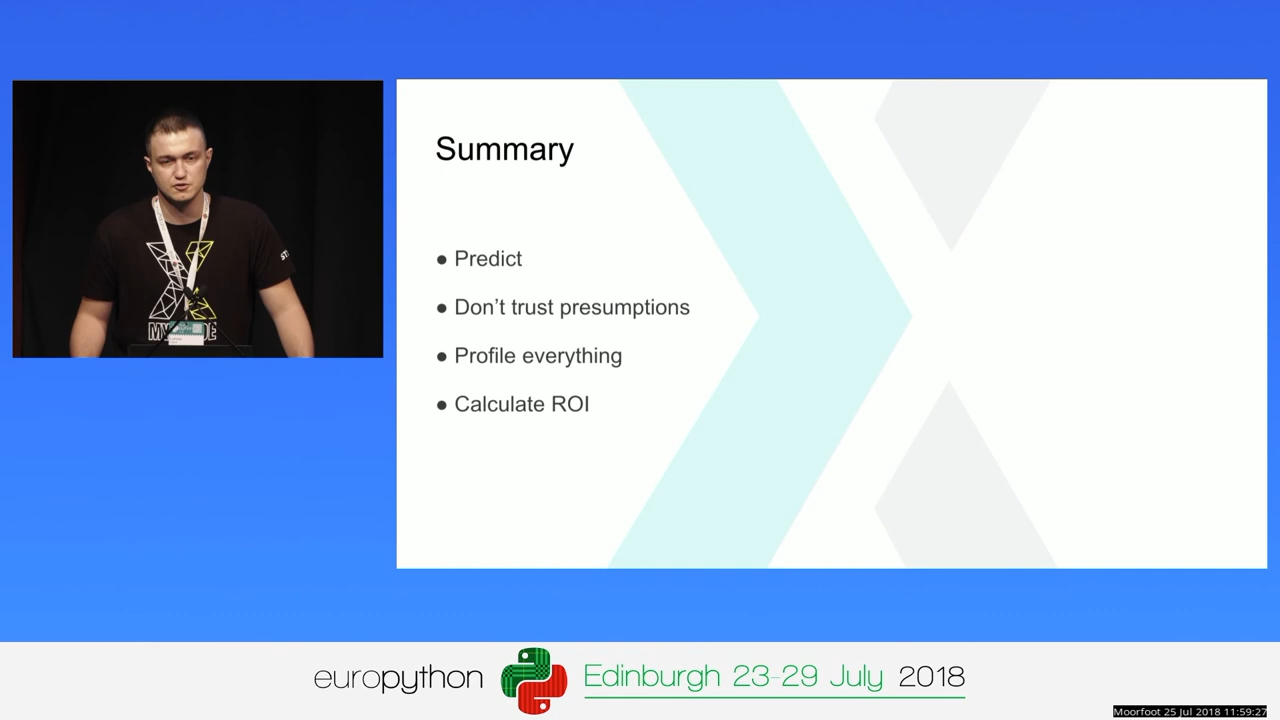 Summary
● Predict
● Don’t trust presumptions
● Profile everything
● Calculate ROI
europython
Edinburgh 23-29 July 2018
Moorfoot 25 Jul 2018 11:59:27